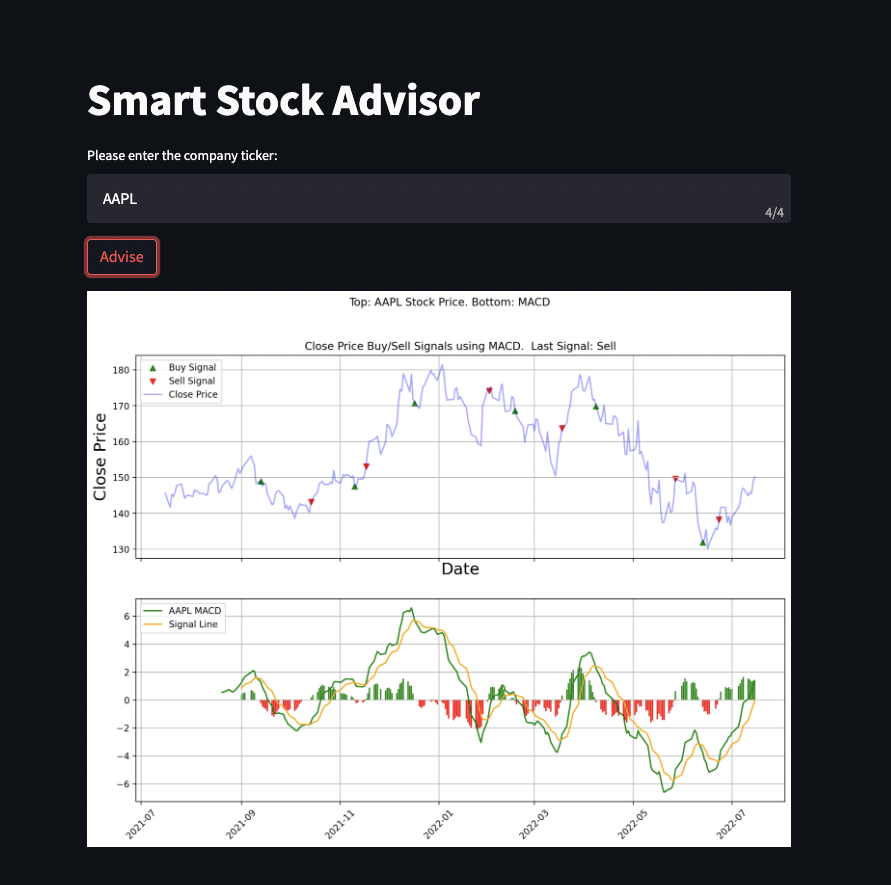 Smart Stock Advisor
Please enter the company ticker:
AAPL
4/4
Advise
Top: AAPL Stock Price. Bottom: MACD
Close Price Buy/Sell Signals using MACD.  Last Signal: Sell
Buy Signal
Sell Signal
Close Price
180
170
160
150
140
130
Close Price
Date
AAPL MACD
Signal Line
6
4
2
0
−2
−4
−6
2021-07
2021-09
2021-11
2022-01
2022-03
2022-05
2022-07